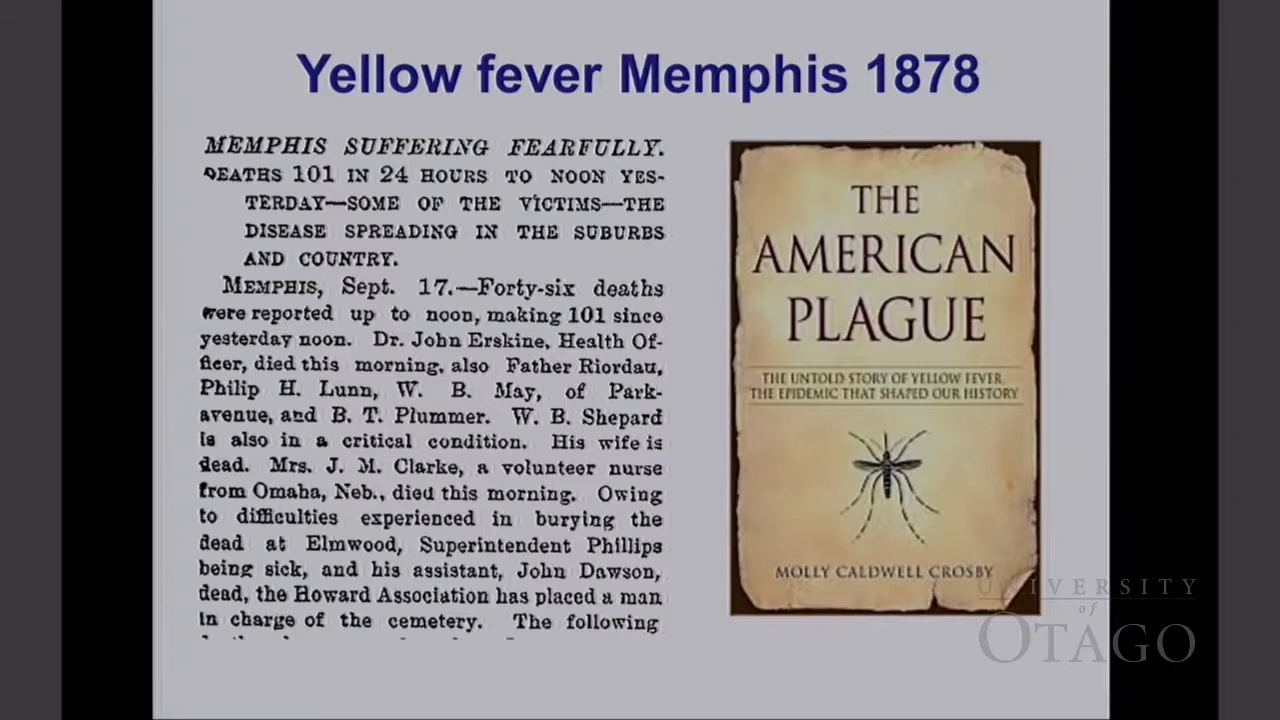 Yellow fever Memphis 1878
MEMPHIS SUFFERING FEARFULLY.
DEATHS 101 IN 24 HOURS TO NOON YES-
TERDAY—SOME OF THE VICTIMS—THE
DISEASE SPREADING IN THE SUBURBS
AND COUNTRY.
MEMPHIS, Sept. 17.—Forty-six deaths
were reported up to noon, making 101 since
yesterday noon. Dr. John Erskine, Health Of-
ficer, died this morning, also Father Riordan,
Philip H. Lunn, W. B. May, of Park-
avenue, and B. T. Plummer. W. B. Shepard
is also in a critical condition. His wife is
dead. Mrs. J. M. Clarke, a volunteer nurse
from Omaha, Neb., died this morning. Owing
to difficulties experienced in burying the
dead at Elmwood, Superintendent Phillips
being sick, and his assistant, John Dawson,
dead, the Howard Association has placed a man
in charge of the cemetery. The following
THE
AMERICAN
PLAGUE
THE UNTOLD STORY OF YELLOW FEVER,
THE EPIDEMIC THAT SHAPED OUR HISTORY
MOLLY CALDWELL CROSBY
UNIVERSITY
of
OTAGO